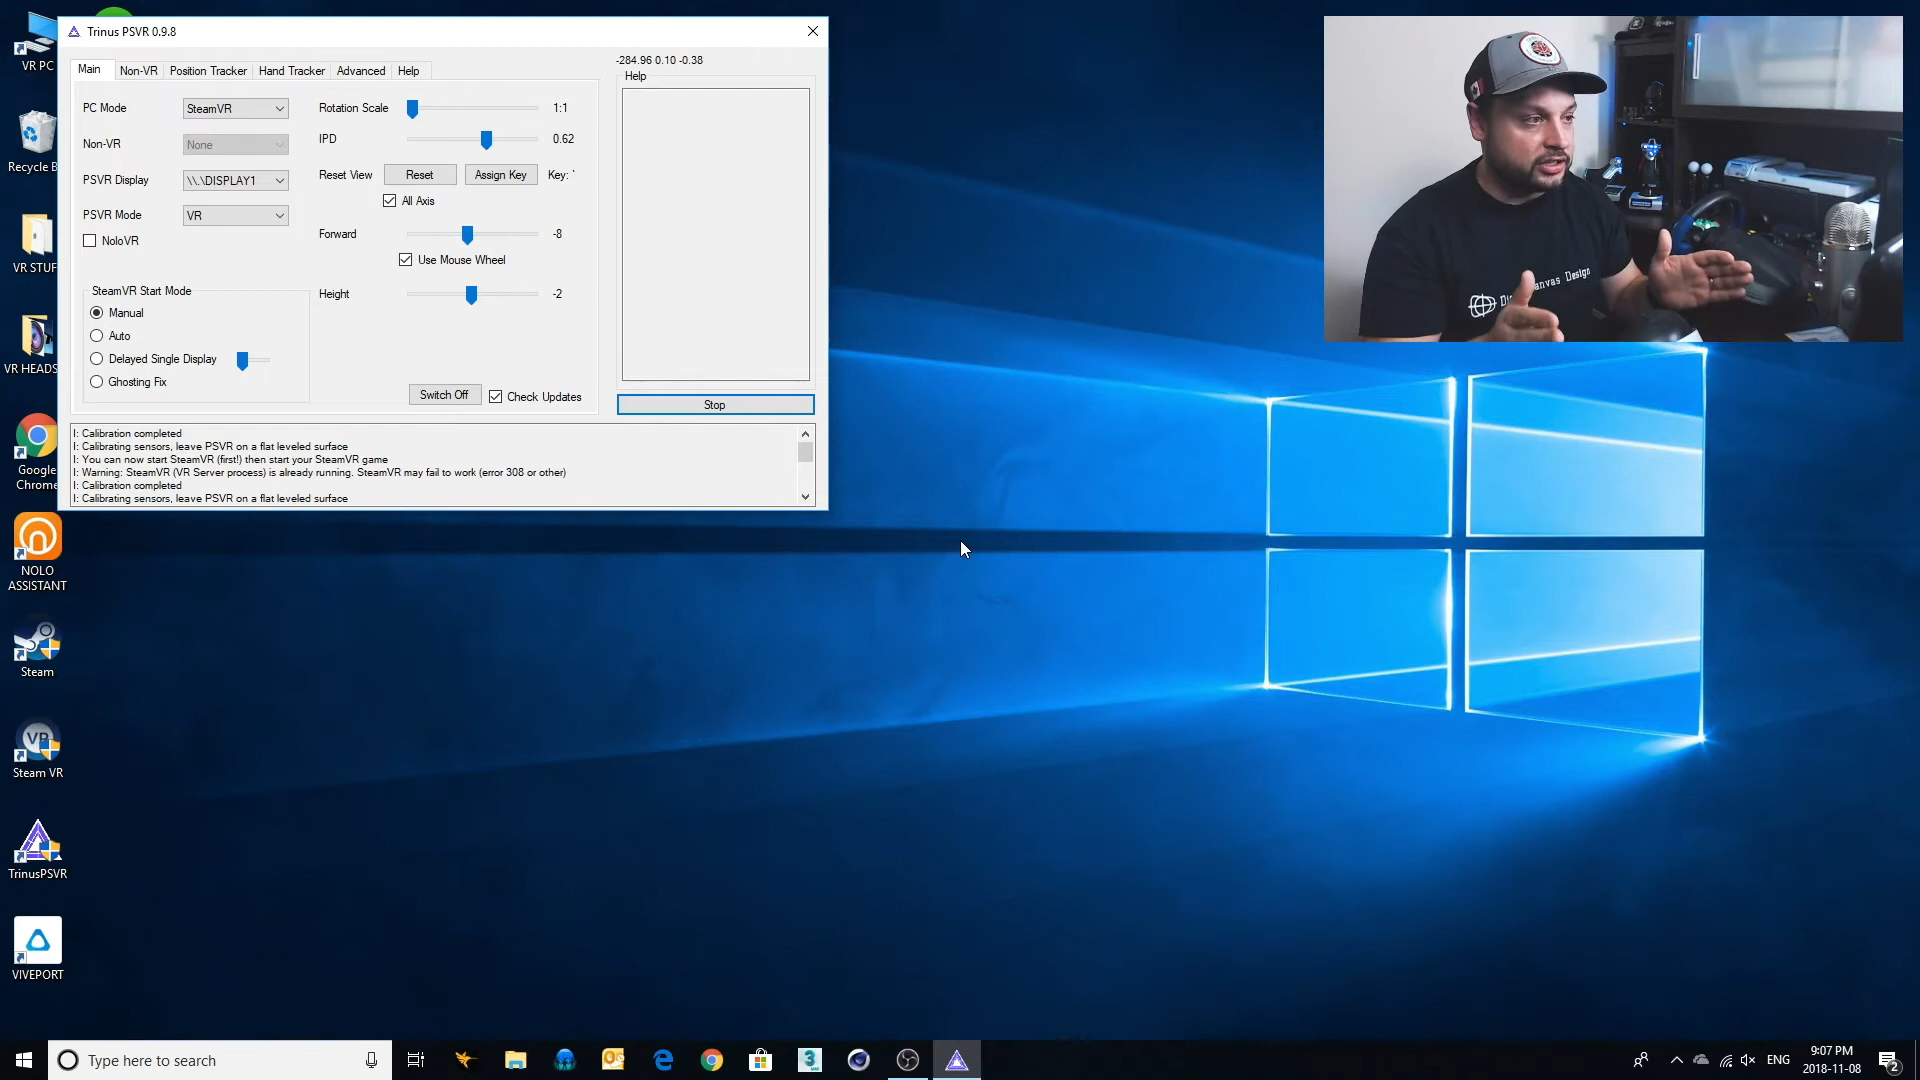 Trinus PSVR 0.9.8
Main
Non-VR
Position Tracker
Hand Tracker
Advanced
Help
-284.96 0.10 -0.38
Help
PC Mode
SteamVR
Non-VR
None
PSVR Display
\\.\DISPLAY1
PSVR Mode
VR
NoloVR
SteamVR Start Mode
Manual
Auto
Delayed Single Display
Ghosting Fix
Rotation Scale
1:1
IPD
0.62
Reset View
Reset
Assign Key
Key: `
All Axis
Forward
-8
Use Mouse Wheel
Height
-2
Switch Off
Check Updates
Stop
I: Calibration completed
I: Calibrating sensors, leave PSVR on a flat leveled surface
I: You can now start SteamVR (first!) then start your SteamVR game
I: Warning: SteamVR (VR Server process) is already running. SteamVR may fail to work (error 308 or other)
I: Calibration completed
I: Calibrating sensors, leave PSVR on a flat leveled surface
VR PC
Recycle B
VR STUF
VR HEADS
Google
Chrome
NOLO
ASSISTANT
Steam
VR
Steam VR
TrinusPSVR
VIVEPORT
anvas Design
Type here to search
3
ENG
9:07 PM
2018-11-08
2